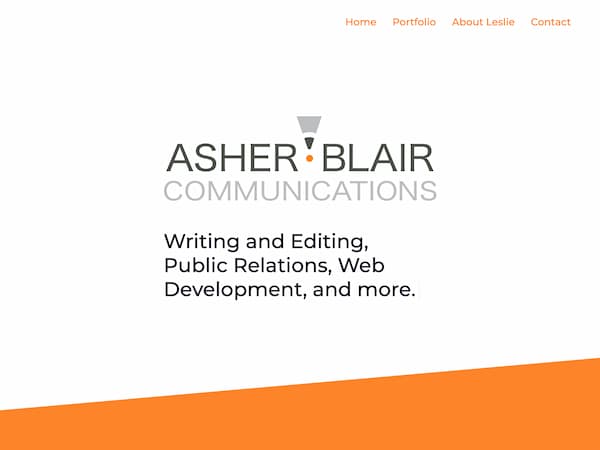 Home Portfolio About Leslie Contact
ASHER BLAIR
COMMUNICATIONS
Writing and Editing,
Public Relations, Web
Development, and more.